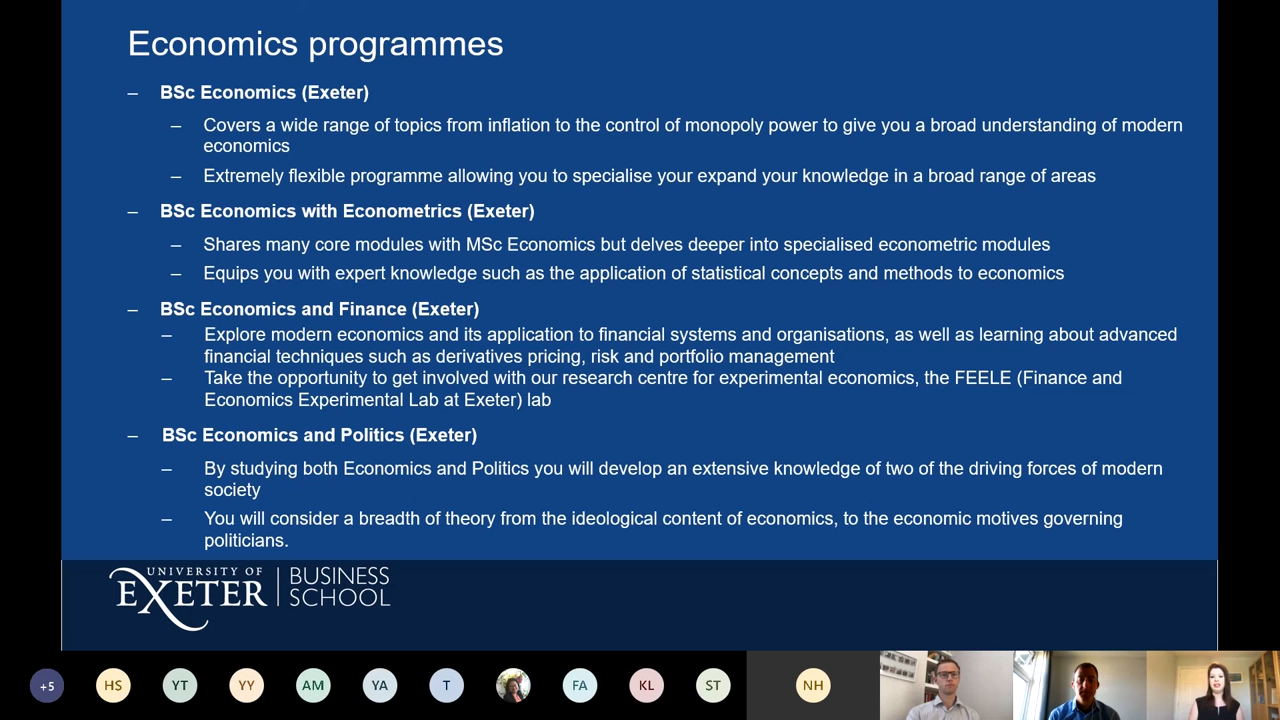 Economics programmes
– BSc Economics (Exeter)
– Covers a wide range of topics from inflation to the control of monopoly power to give you a broad understanding of modern
economics
– Extremely flexible programme allowing you to specialise your expand your knowledge in a broad range of areas
– BSc Economics with Econometrics (Exeter)
– Shares many core modules with MSc Economics but delves deeper into specialised econometric modules
– Equips you with expert knowledge such as the application of statistical concepts and methods to economics
– BSc Economics and Finance (Exeter)
– Explore modern economics and its application to financial systems and organisations, as well as learning about advanced
financial techniques such as derivatives pricing, risk and portfolio management
– Take the opportunity to get involved with our research centre for experimental economics, the FEELE (Finance and
Economics Experimental Lab at Exeter) lab
– BSc Economics and Politics (Exeter)
– By studying both Economics and Politics you will develop an extensive knowledge of two of the driving forces of modern
society
– You will consider a breadth of theory from the ideological content of economics, to the economic motives governing
politicians.
UNIVERSITY OF
EXETER
BUSINESS
SCHOOL
+5 HS YT YY AM YA T FA KL ST NH